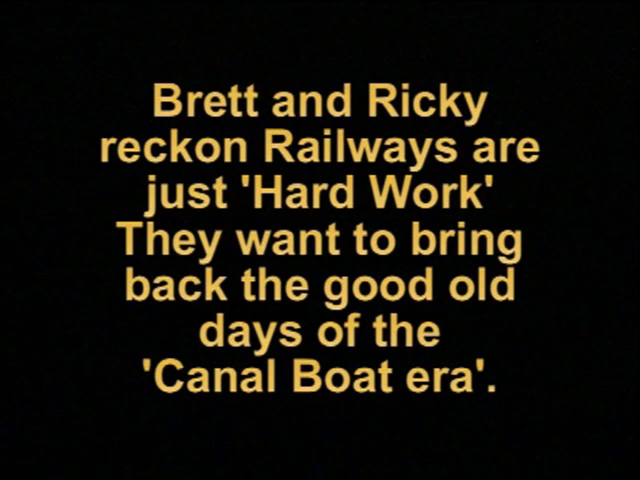 Brett and Ricky
reckon Railways are
just 'Hard Work'
They want to bring
back the good old
days of the
'Canal Boat era'.